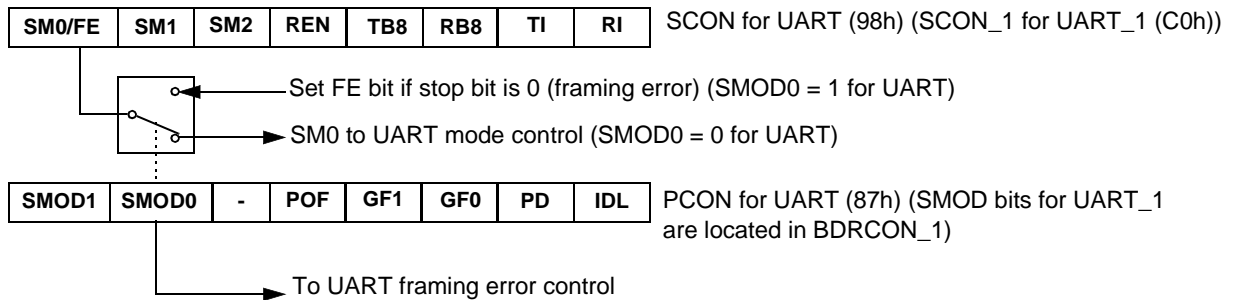 SM0/FE SM1 SM2 REN TB8 RB8 TI RI SCON for UART (98h) (SCON_1 for UART_1 (C0h))
Set FE bit if stop bit is 0 (framing error) (SMOD0 = 1 for UART)
SM0 to UART mode control (SMOD0 = 0 for UART)
SMOD1 SMOD0 - POF GF1 GF0 PD IDL PCON for UART (87h) (SMOD bits for UART_1
are located in BDRCON_1)
To UART framing error control